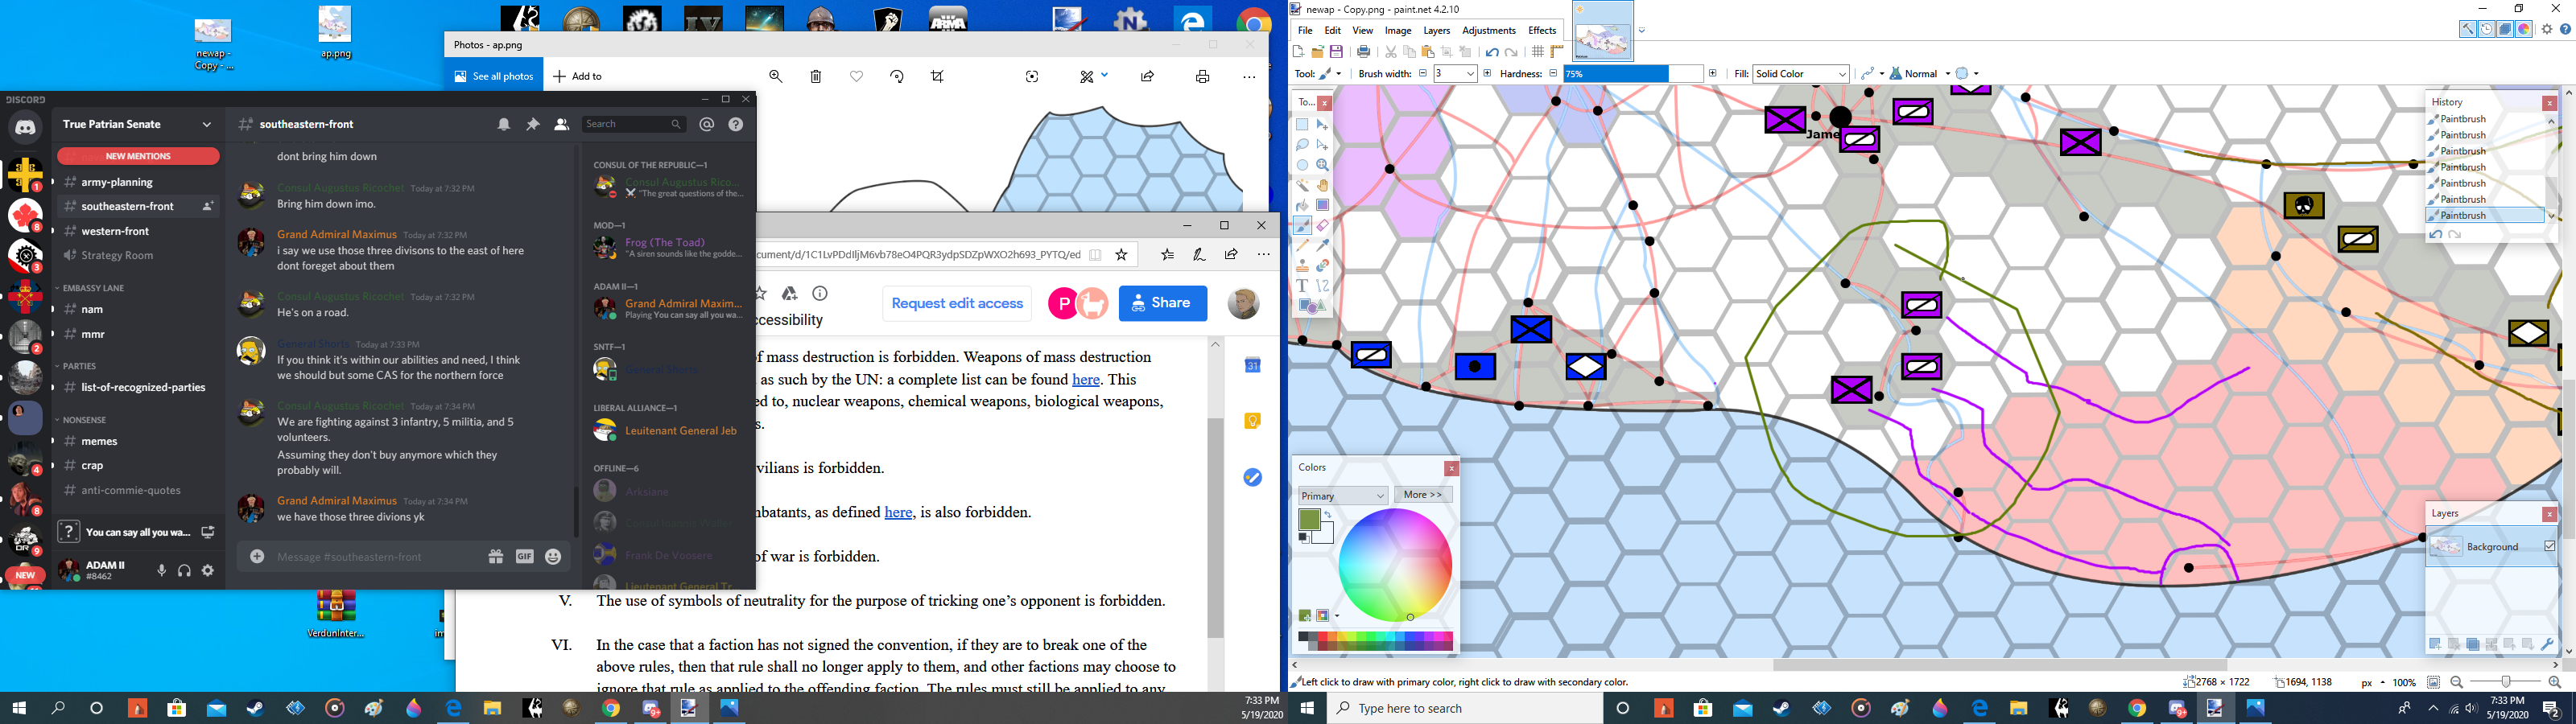 newap -
Copy - ...
ap.png
VerdunInter...
Photos - ap.png
See all photos
Add to
DISCORD
True Patrian Senate
NEW MENTIONS
army-planning
southeastern-front
western-front
Strategy Room
EMBASSY LANE
nam
mmr
PARTIES
list-of-recognized-parties
NONSENSE
memes
crap
anti-commie-quotes
You can say all you wa...
ADAM II
#8462
NEW
southeastern-front
Search
dont bring him down
Consul Augustus Ricochet Today at 7:32 PM
Bring him down imo.
Grand Admiral Maximus Today at 7:32 PM
i say we use those three divisons to the east of here
dont foreget about them
Consul Augustus Ricochet Today at 7:32 PM
He's on a road.
General Shorts Today at 7:33 PM
If you think it's within our abilities and need, I think
we should but some CAS for the northern force
Consul Augustus Ricochet Today at 7:34 PM
We are fighting against 3 infantry, 5 militia, and 5
volunteers.
Assuming they don't buy anymore which they
probably will.
Grand Admiral Maximus Today at 7:34 PM
we have those three divions yk
Message #southeastern-front
GIF
CONSUL OF THE REPUBLIC—1
Consul Augustus Rico...
"The great questions of the...
MOD—1
Frog (The Toad)
"A siren sounds like the godde...
ADAM II—1
Grand Admiral Maxim...
Playing You can say all you wa...
SNTF—1
General Shorts
LIBERAL ALLIANCE—1
Leuitenant General Jeb
OFFLINE—6
Arksiane
Consul Ioannis Walter
Frank De Voosere
Lieutenant General Tr...
cument/d/1C1LvPDdIljM6vb78eO4PQR3ydpSDZpWXO2h693_PYTQ/ed
ccessibility
Request edit access
P
Share
31
of mass destruction is forbidden. Weapons of mass destruction
as such by the UN: a complete list can be found here. This
ed to, nuclear weapons, chemical weapons, biological weapons,
s.
vilians is forbidden.
nbatants, as defined here, is also forbidden.
of war is forbidden.
V. The use of symbols of neutrality for the purpose of tricking one's opponent is forbidden.
VI. In the case that a faction has not signed the convention, if they are to break one of the
above rules, then that rule shall no longer apply to them, and other factions may choose to
ignore that rule as applied to the offending faction. The rules must still be applied to any
7:33 PM
5/19/2020
newap - Copy.png - paint.net 4.2.10
File Edit View Image Layers Adjustments Effects
Tool: Brush width: 3 Hardness: 75% Fill: Solid Color Normal
To...
Jame
History
Paintbrush
Paintbrush
Paintbrush
Paintbrush
Paintbrush
Paintbrush
Paintbrush
Colors
Primary
More >>
Layers
Background
Left click to draw with primary color, right click to draw with secondary color.
2768 × 1722
1694, 1138
px
100%
Type here to search
7:33 PM
5/19/2020